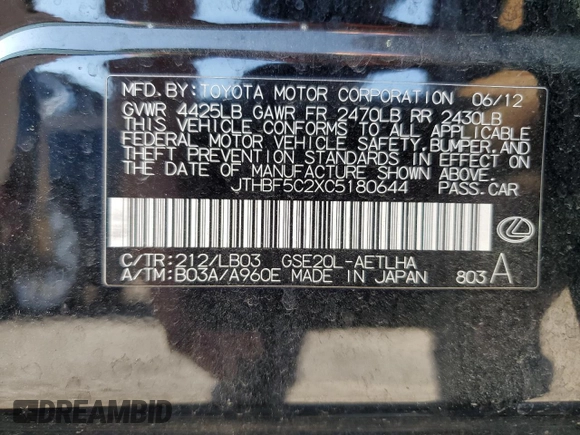 MFD.BY:TOYOTA MOTOR CORPORATION 06/12
GVWR 4425LB GAWR FR 2470LB RR 2430LB
THIS VEHICLE CONFORMS TO ALL APPLICABLE
FEDERAL MOTOR VEHICLE SAFETY,BUMPER,AND
THEFT PREVENTION STANDARDS IN EFFECT ON
THE DATE OF MANUFACTURE SHOWN ABOVE.
JTHBF5C2XC5180644 PASS.CAR
C/TR:212/LB03 GSE20L-AETLHA
A/TM:B03A/A960E MADE IN JAPAN 803 A
DREAMBID